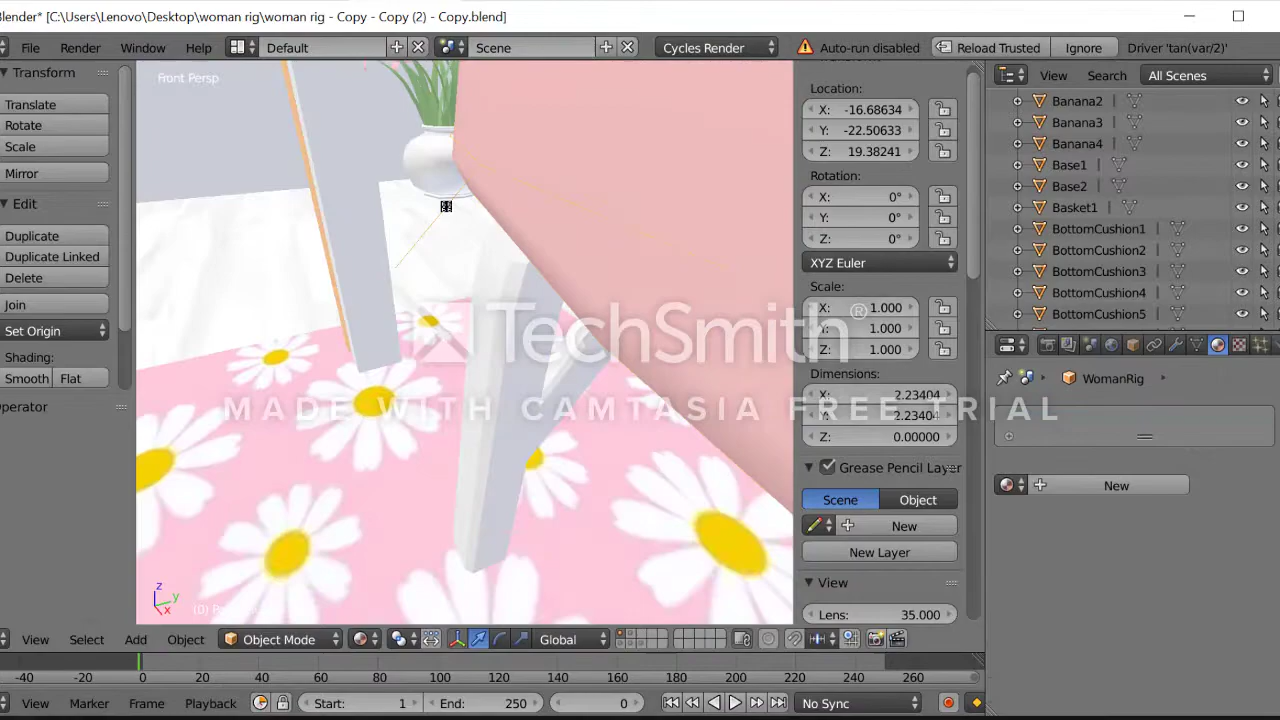 Blender* [C:\Users\Lenovo\Desktop\woman rig\woman rig - Copy - Copy (2) - Copy.blend]
File Render Window Help Default Scene Cycles Render Auto-run disabled Reload Trusted Ignore Driver 'tan(var/2)'
Transform
Translate
Rotate
Scale
Mirror
Edit
Duplicate
Duplicate Linked
Delete
Join
Set Origin
Shading:
Smooth Flat
Operator
Front Persp
z
y
x
TechSmith®
MADE WITH CAMTASIA FREE TRIAL
Location:
X: -16.68634
Y: -22.50633
Z: 19.38241
Rotation:
X: 0°
Y: 0°
Z: 0°
XYZ Euler
Scale:
X: 1.000
Y: 1.000
Z: 1.000
Dimensions:
X: 2.23404
Y: 2.23404
Z: 0.00000
Grease Pencil Layer
Scene Object
New
New Layer
View
Lens: 35.000
View Search All Scenes
Banana2
Banana3
Banana4
Base1
Base2
Basket1
BottomCushion1
BottomCushion2
BottomCushion3
BottomCushion4
BottomCushion5
WomanRig
New
View Select Add Object Object Mode Global
-40 -20 0 20 40 60 80 100 120 140 160 180 200 220 240 260
View Marker Frame Playback Start: 1 End: 250 0 No Sync